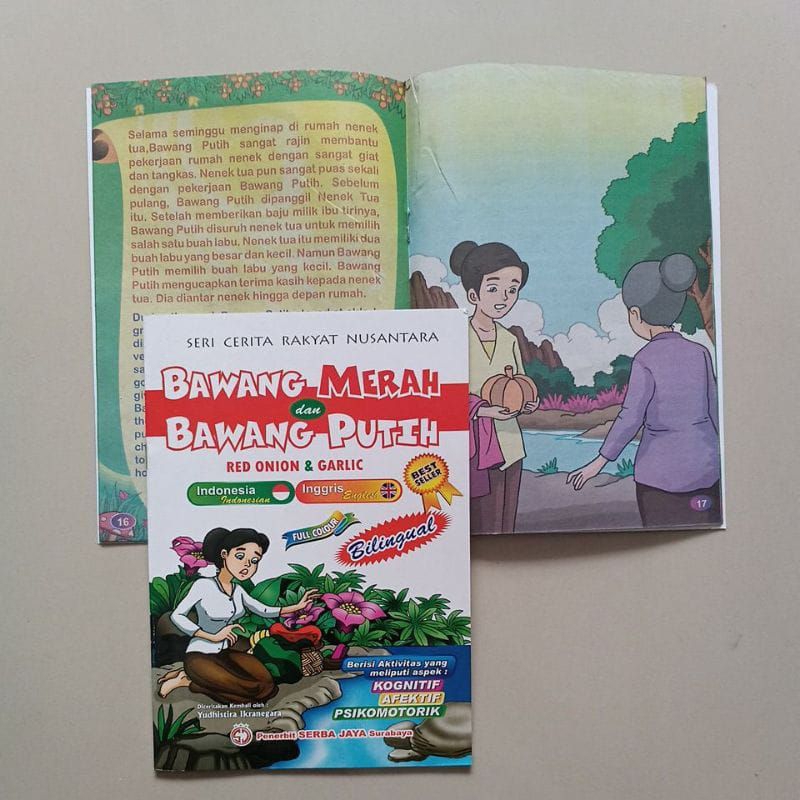 Selama seminggu menginap di rumah nenek
tua,Bawang Putih sangat rajin membantu
pekerjaan rumah nenek dengan sangat giat
dan tangkas. Nenek tua pun sangat puas sekali
dengan pekerjaan Bawang Putih. Sebelum
pulang, Bawang Putih dipanggil Nenek Tua
itu. Setelah memberikan baju milik ibu tirinya,
Bawang Putih disuruh nenek tua untuk memilih
salah satu buah labu. Nenek tua itu memiliki dua
buah labu yang besar dan kecil. Namun Bawang
Putih memilih buah labu yang kecil. Bawang
Putih mengucapkan terima kasih kepada nenek
tua. Dia diantar nenek hingga depan rumah.
16
17
SERI CERITA RAKYAT NUSANTARA
BAWANG MERAH
dan
BAWANG PUTIH
RED ONION & GARLIC
Indonesia
Indonesian
Inggris
English
BEST
SELLER
FULL COLOUR
Bilingual
Berisi Aktivitas yang
meliputi aspek :
KOGNITIF
AFEKTIF
PSIKOMOTORIK
Diceritakan Kembali oleh :
Yudhistira Ikranegara
Penerbit SERBA JAYA Surabaya